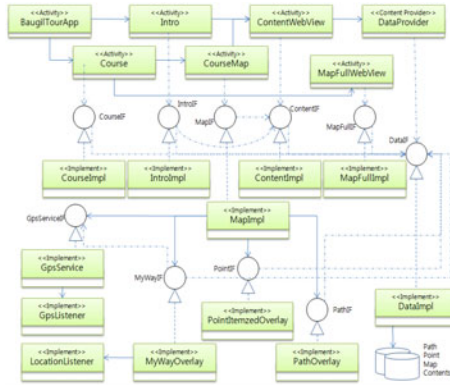 <<Activity>>
BaugilTourApp
<<Activity>>
Intro
<<Activity>>
ContentWebView
<<Content Provider>>
DataProvider
<<Activity>>
Course
<<Activity>>
CourseMap
<<Activity>>
MapFullWebView
CourseIF
IntroIF
MapIF
ContentIF
MapFullIF
DataIF
<<Implement>>
CourseImpl
<<Implement>>
IntroImpl
<<Implement>>
ContentImpl
<<Implement>>
MapFullImpl
<<Implement>>
MapImpl
GpsServiceIF
<<Implement>>
GpsService
MyWayIF
PointIF
PathIF
<<Implement>>
GpsListener
<<Implement>>
PointItemzedOverlay
<<Implement>>
DataImpl
<<Implement>>
LocationListener
<<Implement>>
MyWayOverlay
<<Implement>>
PathOverlay
Path
Point
Map
Contents